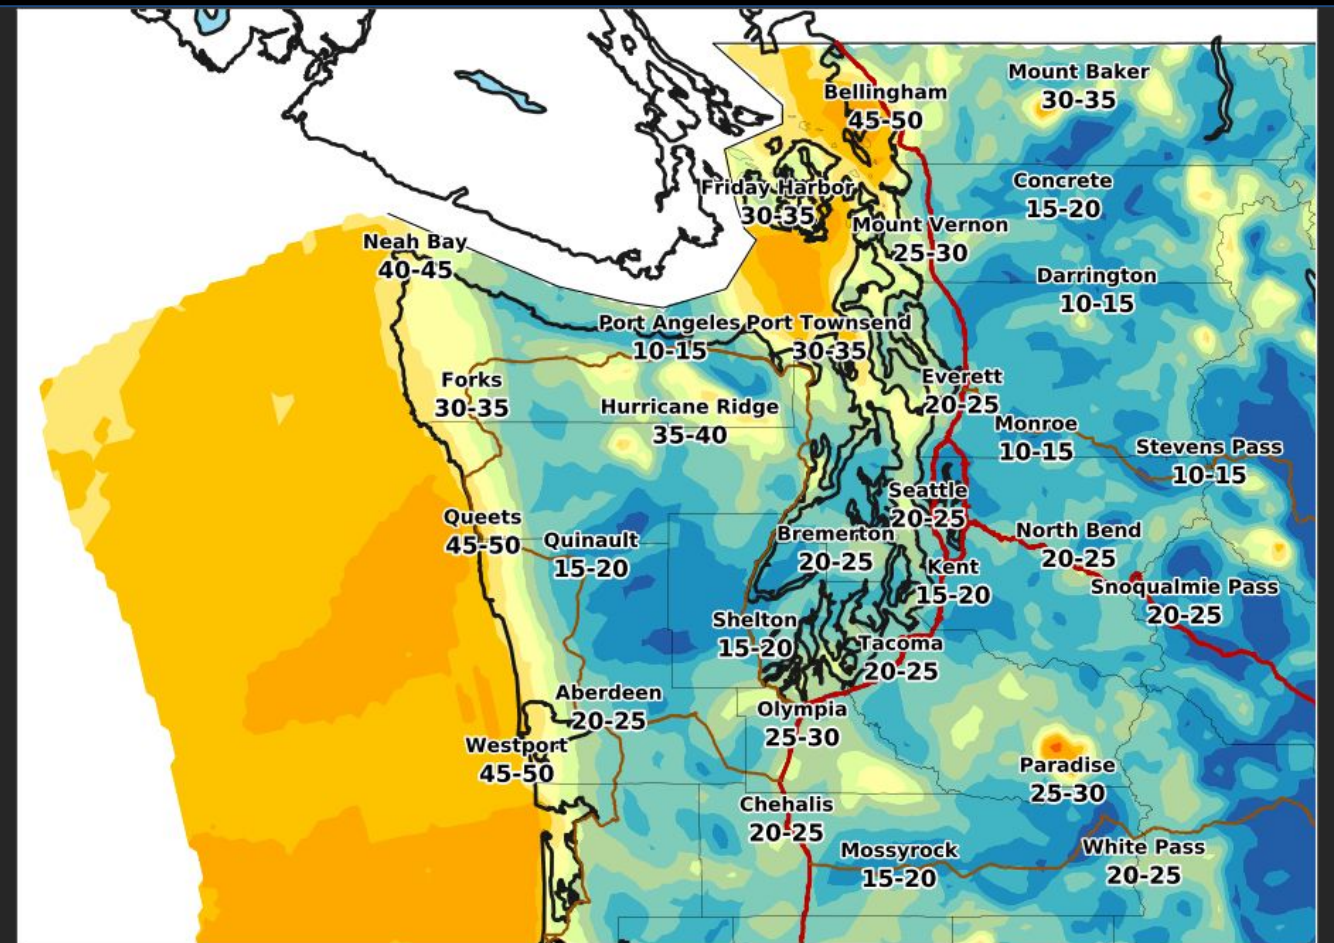 Mount Baker
30-35
Bellingham
45-50
Concrete
15-20
Friday Harbor
30-35
Mount Vernon
25-30
Neah Bay
40-45
Darrington
10-15
Port Angeles
10-15
Port Townsend
30-35
Forks
30-35
Everett
20-25
Hurricane Ridge
35-40
Monroe
10-15
Stevens Pass
10-15
Seattle
20-25
Queets
45-50
Quinault
15-20
Bremerton
20-25
North Bend
20-25
Kent
15-20
Snoqualmie Pass
20-25
Shelton
15-20
Tacoma
20-25
Aberdeen
20-25
Olympia
25-30
Westport
45-50
Paradise
25-30
Chehalis
20-25
Mossyrock
15-20
White Pass
20-25